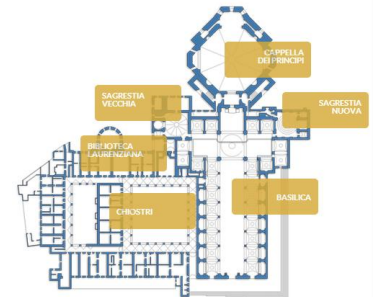 CAPPELLA
DEI PRINCIPI
SAGRESTIA
VECCHIA
SAGRESTIA
NUOVA
BIBLIOTECA
LAURENZIANA
CHIOSTRI
BASILICA